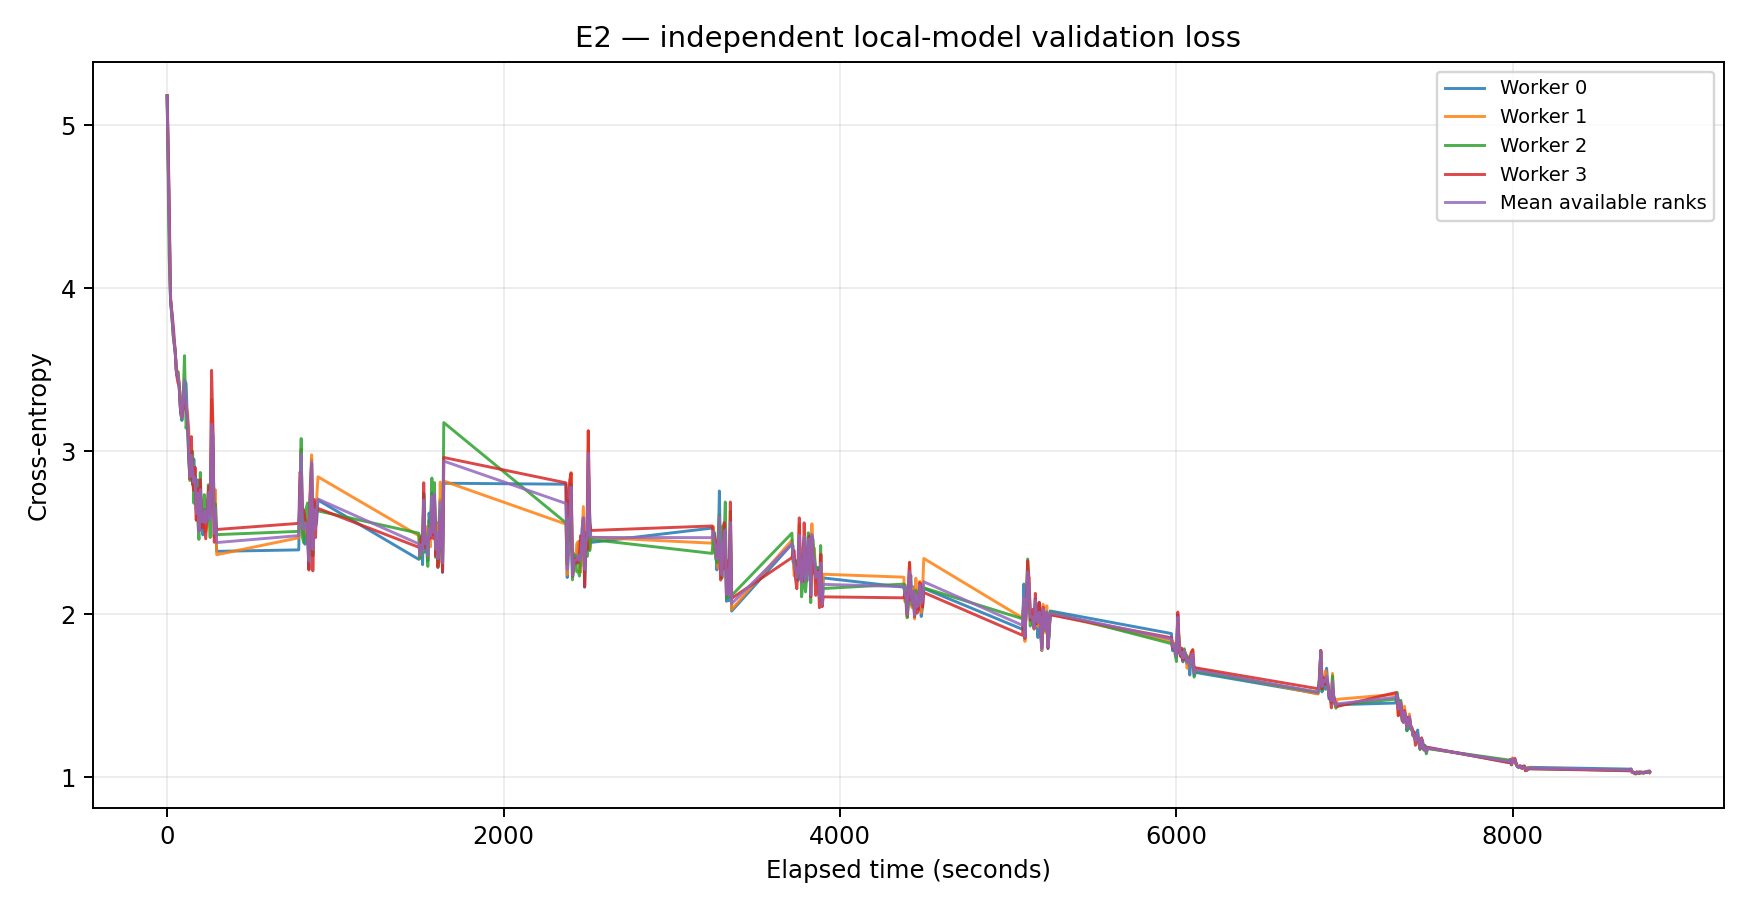 E2 — independent local-model validation loss
Worker 0
Worker 1
Worker 2
Worker 3
Mean available ranks
5
4
3
2
1
Cross-entropy
0
2000
4000
6000
8000
Elapsed time (seconds)